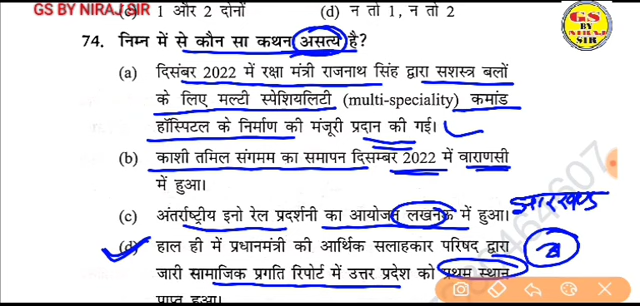 GS BY NIRAJ SIR
(c) 1 और 2 दोनों (d) न तो 1, न तो 2
GS
BY
NIRAJ
SIR
74. निम्न में से कौन सा कथन असत्य है?
(a) दिसंबर 2022 में रक्षा मंत्री राजनाथ सिंह द्वारा सशस्त्र बलों
के लिए मल्टी स्पेशियलिटी (multi-speciality) कमांड
हॉस्पिटल के निर्माण की मंजूरी प्रदान की गई।
(b) काशी तमिल संगमम का समापन दिसम्बर 2022 में वाराणसी
में हुआ।
(c) अंतर्राष्ट्रीय इनो रेल प्रदर्शनी का आयोजन लखनऊ में हुआ।
(d) हाल ही में प्रधानमंत्री की आर्थिक सलाहकार परिषद द्वारा
जारी सामाजिक प्रगति रिपोर्ट में उत्तर प्रदेश को प्रथम स्थान
प्राप्त हुआ।